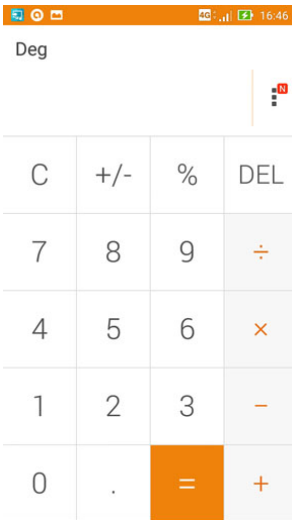 4G 16:46
Deg
N
C +/- % DEL
7 8 9 ÷
4 5 6 ×
1 2 3 −
0 . = +